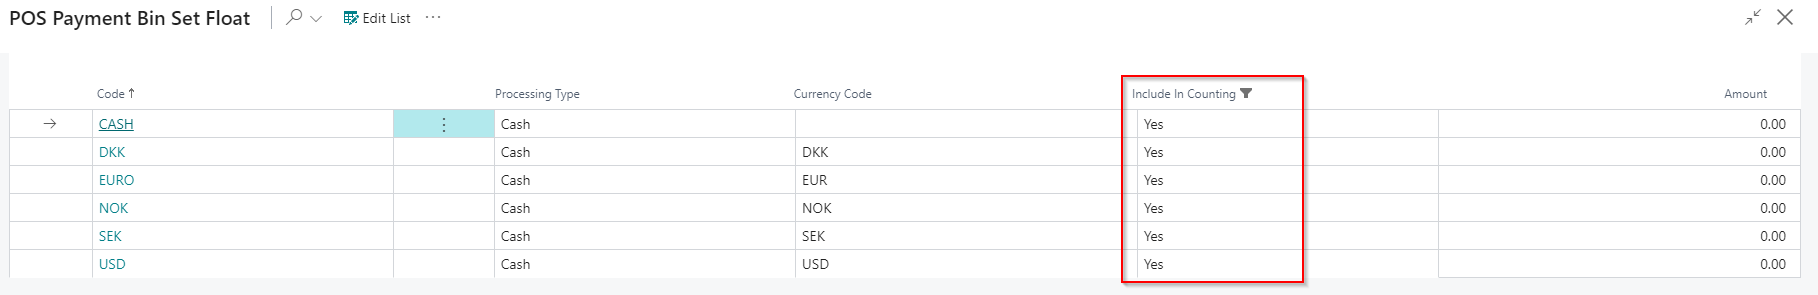 POS Payment Bin Set Float Edit List
Code Processing Type Currency Code Include In Counting Amount
CASH Cash Yes 0.00
DKK Cash DKK Yes 0.00
EURO Cash EUR Yes 0.00
NOK Cash NOK Yes 0.00
SEK Cash SEK Yes 0.00
USD Cash USD Yes 0.00